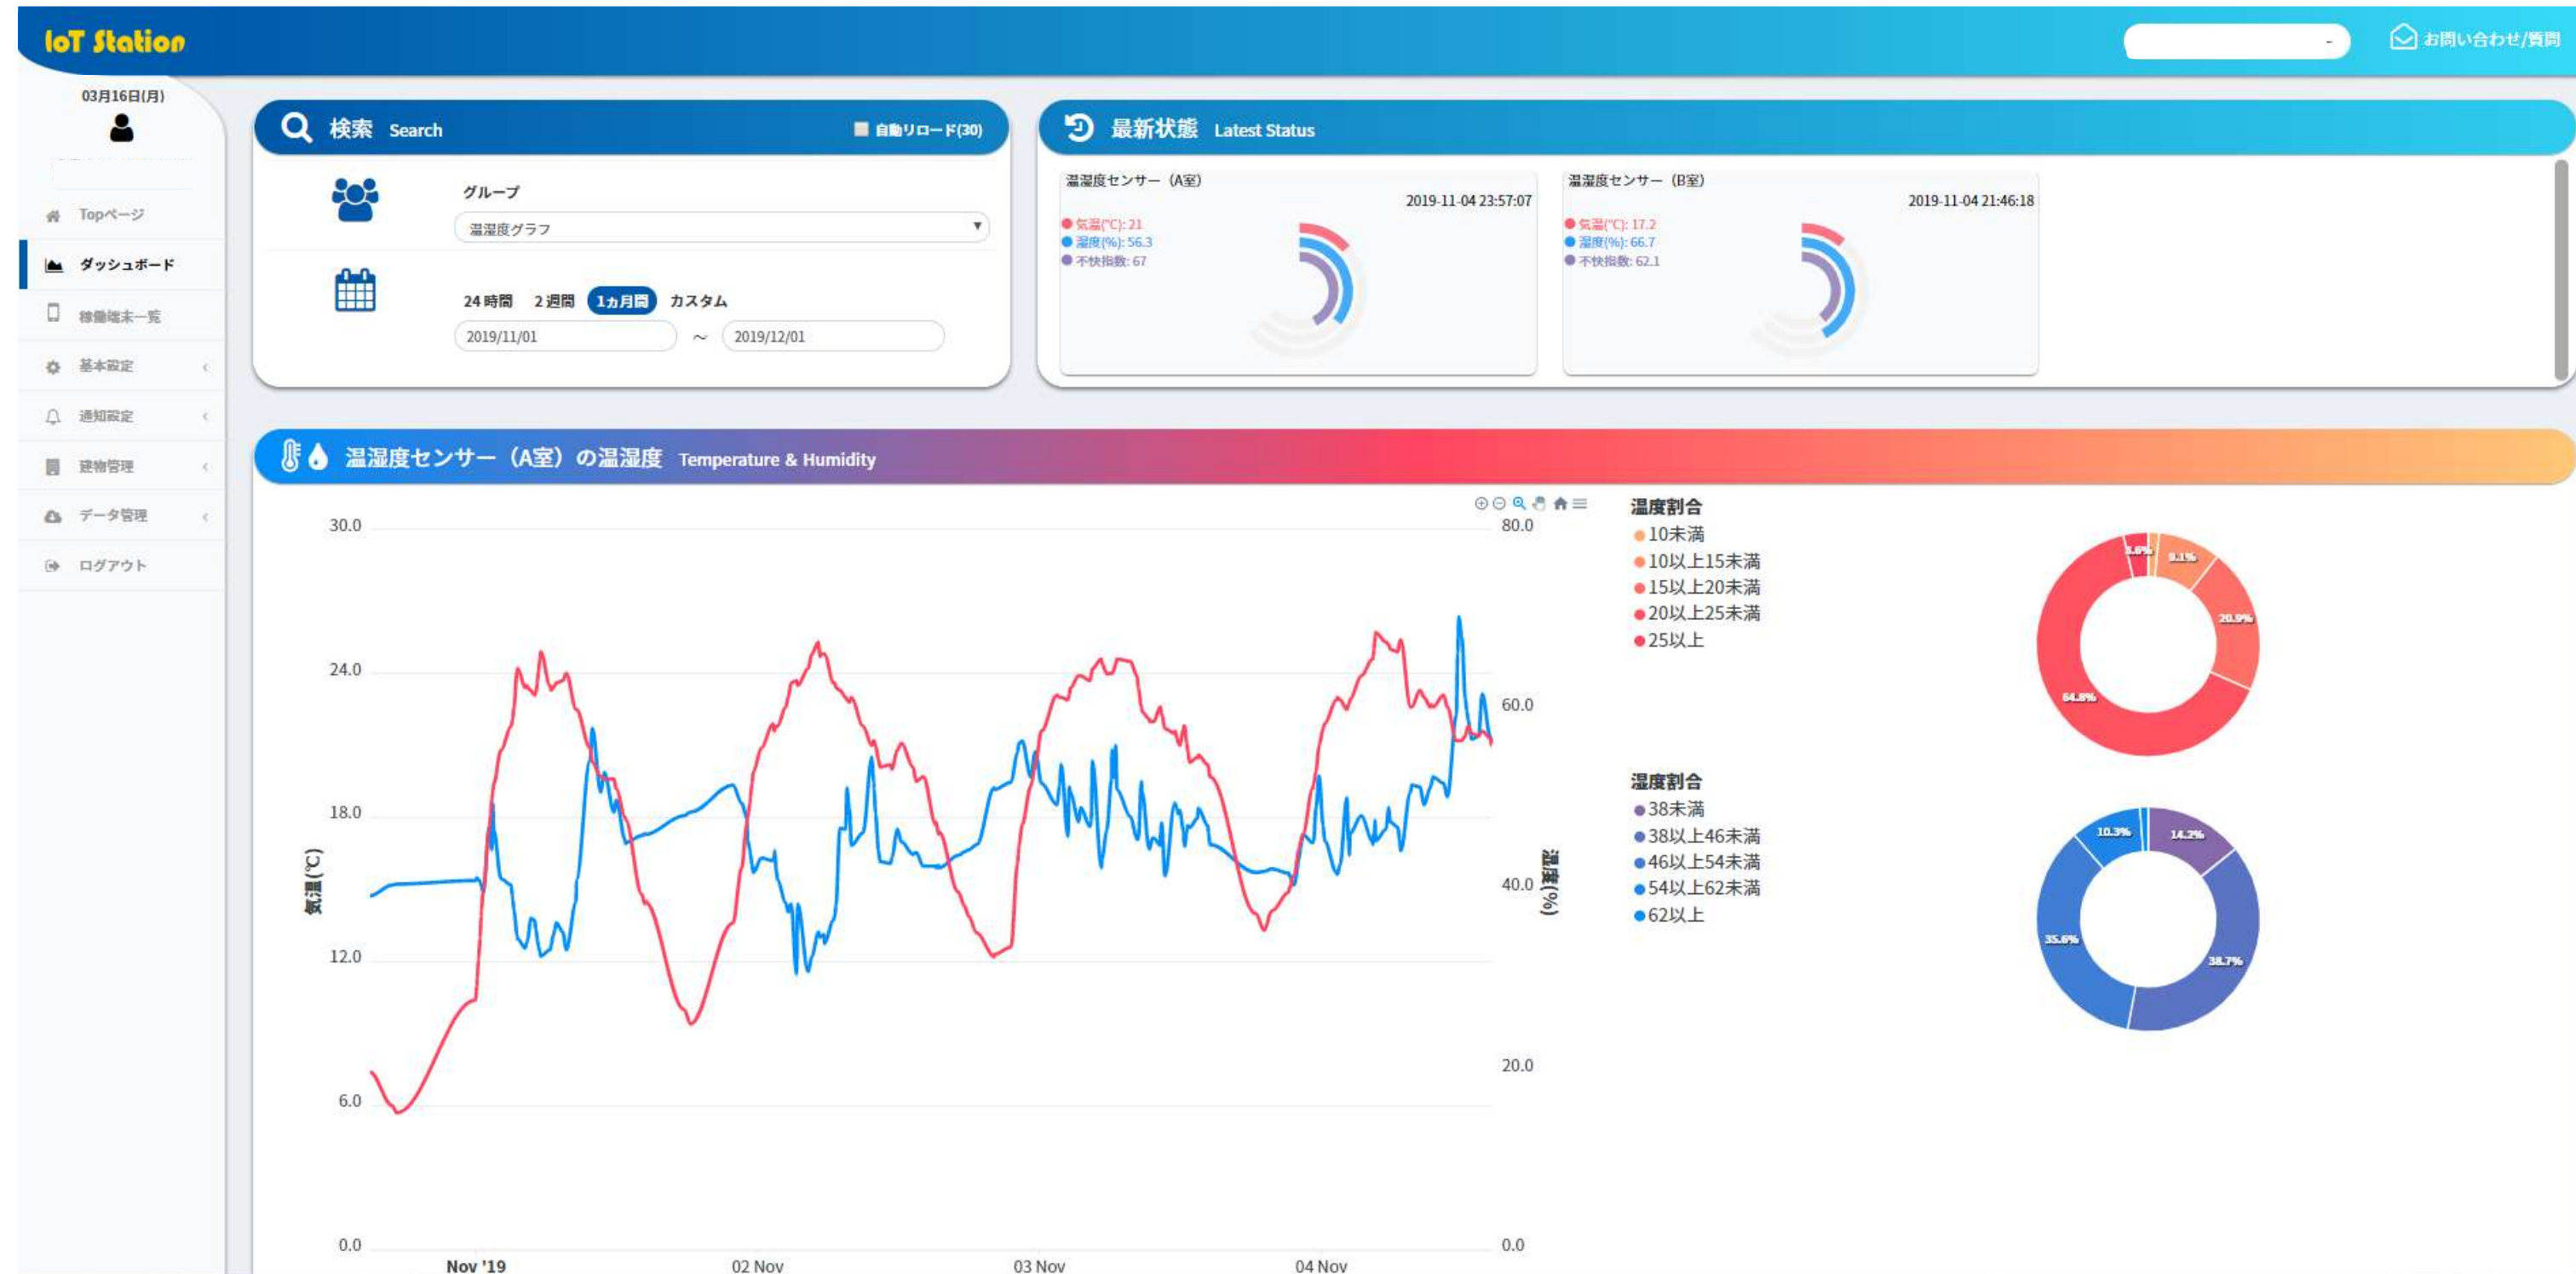 IoT Station
お問い合わせ/質問
03月16日(月)
Topページ
ダッシュボード
稼働端末一覧
基本設定
通知設定
建物管理
データ管理
ログアウト
検索 Search
自動リロード(30)
グループ
温湿度グラフ
24時間 2週間 1ヵ月間 カスタム
2019/11/01 ～ 2019/12/01
最新状態 Latest Status
温湿度センサー（A室）
2019-11-04 23:57:07
気温(℃): 21
湿度(%): 56.3
不快指数: 67
温湿度センサー（B室）
2019-11-04 21:46:18
気温(℃): 17.2
湿度(%): 66.7
不快指数: 62.1
温湿度センサー（A室）の温湿度 Temperature & Humidity
30.0
24.0
18.0
12.0
6.0
0.0
気温(℃)
80.0
60.0
40.0
20.0
0.0
湿度(%)
Nov '19
02 Nov
03 Nov
04 Nov
温度割合
10未満
10以上15未満
15以上20未満
20以上25未満
25以上
3.6%
9.1%
20.9%
64.8%
湿度割合
38未満
38以上46未満
46以上54未満
54以上62未満
62以上
10.3%
14.2%
35.6%
38.7%